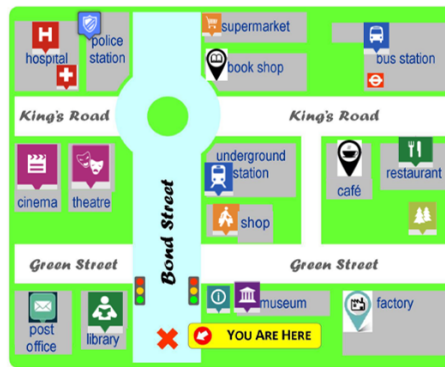 H
hospital
police
station
supermarket
book shop
bus station
King's Road
King's Road
cinema
theatre
Bond Street
underground
station
shop
café
restaurant
Green Street
Green Street
post
office
library
museum
factory
YOU ARE HERE